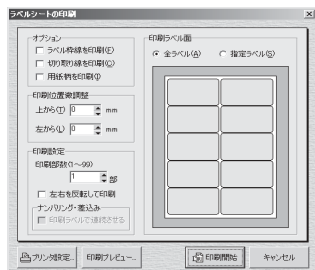 ラベルシートの印刷
オプション
ラベル枠線を印刷(E)
切り取り線を印刷(C)
用紙柄を印刷(I)
印刷位置微調整
上から(T) 0 mm
左から(L) 0 mm
印刷設定
印刷部数(1～99)
1 部
左右を反転して印刷
ナンバリング・差込み
印刷ラベルで連続させる
印刷ラベル面
全ラベル(A) 指定ラベル(S)
プリンタ設定... 印刷プレビュー... 印刷開始 キャンセル